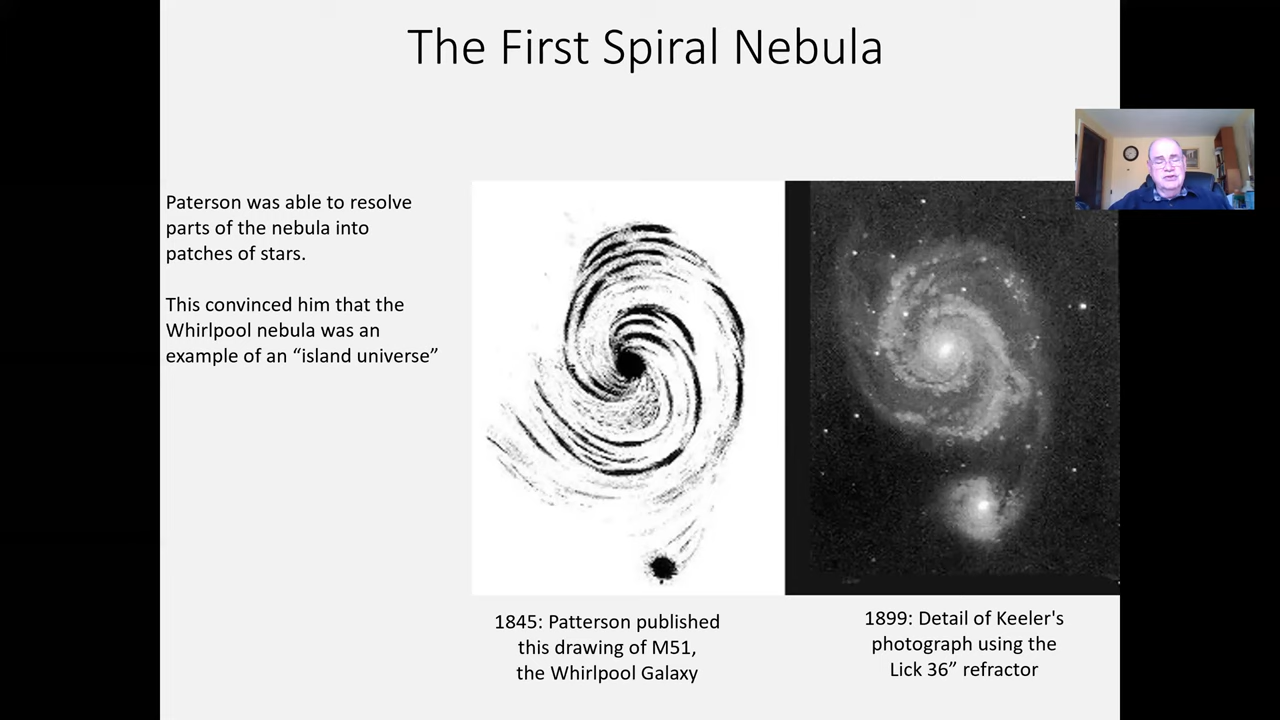 The First Spiral Nebula
Paterson was able to resolve
parts of the nebula into
patches of stars.
This convinced him that the
Whirlpool nebula was an
example of an “island universe”
1845: Patterson published
this drawing of M51,
the Whirlpool Galaxy
1899: Detail of Keeler's
photograph using the
Lick 36” refractor